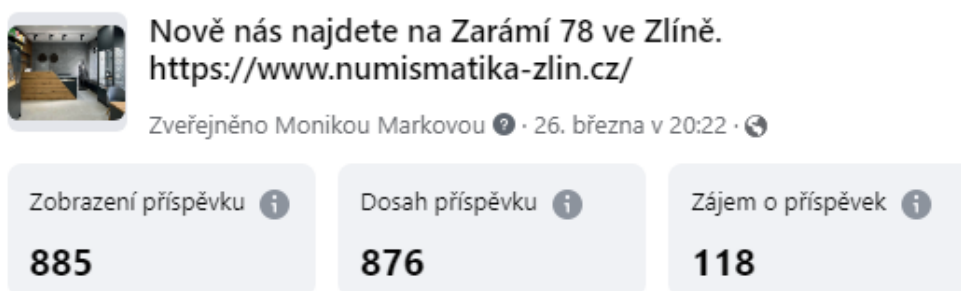 Nově nás najdete na Zarámí 78 ve Zlíně.
https://www.numismatika-zlin.cz/
Zveřejněno Monikou Markovou · 26. března v 20:22 ·
Zobrazení příspěvku
Dosah příspěvku
Zájem o příspěvek
885
876
118